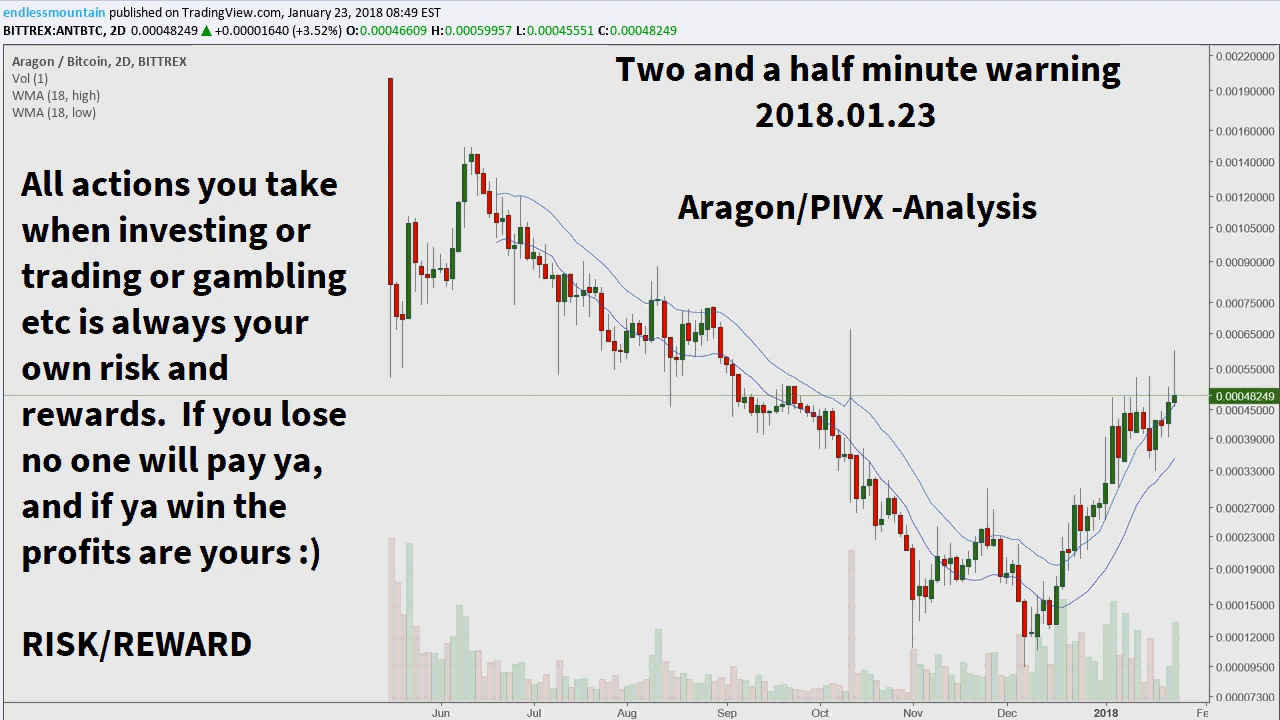 endlessmountain published on TradingView.com, January 23, 2018 08:49 EST
BITTREX:ANTBTC, 2D 0.00048249 ▲ +0.00001640 (+3.52%) O:0.00046609 H:0.00059957 L:0.00045551 C:0.00048249
Aragon / Bitcoin, 2D, BITTREX
Vol (1)
WMA (18, high)
WMA (18, low)
Two and a half minute warning
2018.01.23
Aragon/PIVX -Analysis
All actions you take
when investing or
trading or gambling
etc is always your
own risk and
rewards.  If you lose
no one will pay ya,
and if ya win the
profits are yours :)
RISK/REWARD
0.00220000
0.00190000
0.00160000
0.00140000
0.00120000
0.00105000
0.00090000
0.00075000
0.00065000
0.00055000
0.00048249
0.00045000
0.00039000
0.00033000
0.00027000
0.00023000
0.00019000
0.00015000
0.00012000
0.00009500
0.00007300
Jun Jul Aug Sep Oct Nov Dec 2018 Fe